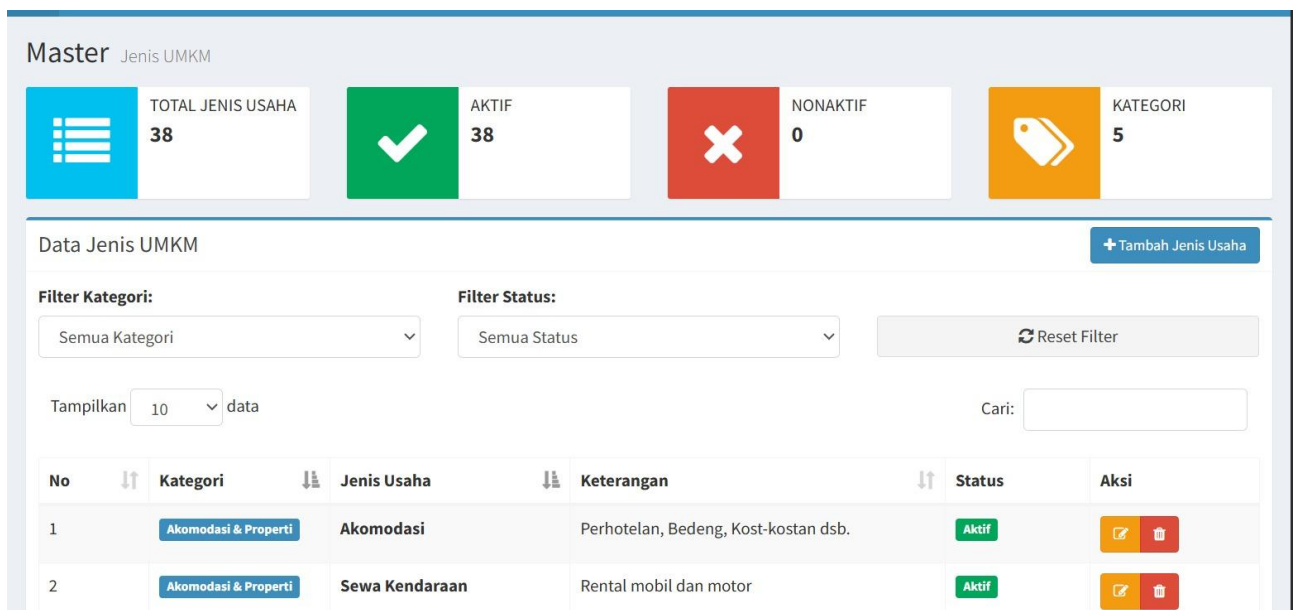 Master Jenis UMKM
TOTAL JENIS USAHA
38
AKTIF
38
NONAKTIF
0
KATEGORI
5
Data Jenis UMKM
Tambah Jenis Usaha
Filter Kategori:
Filter Status:
Semua Kategori
Semua Status
Reset Filter
Tampilkan 10 data
Cari:
No Kategori Jenis Usaha Keterangan Status Aksi
1 Akomodasi & Properti Akomodasi Perhotelan, Bedeng, Kost-kostan dsb. Aktif
2 Akomodasi & Properti Sewa Kendaraan Rental mobil dan motor Aktif